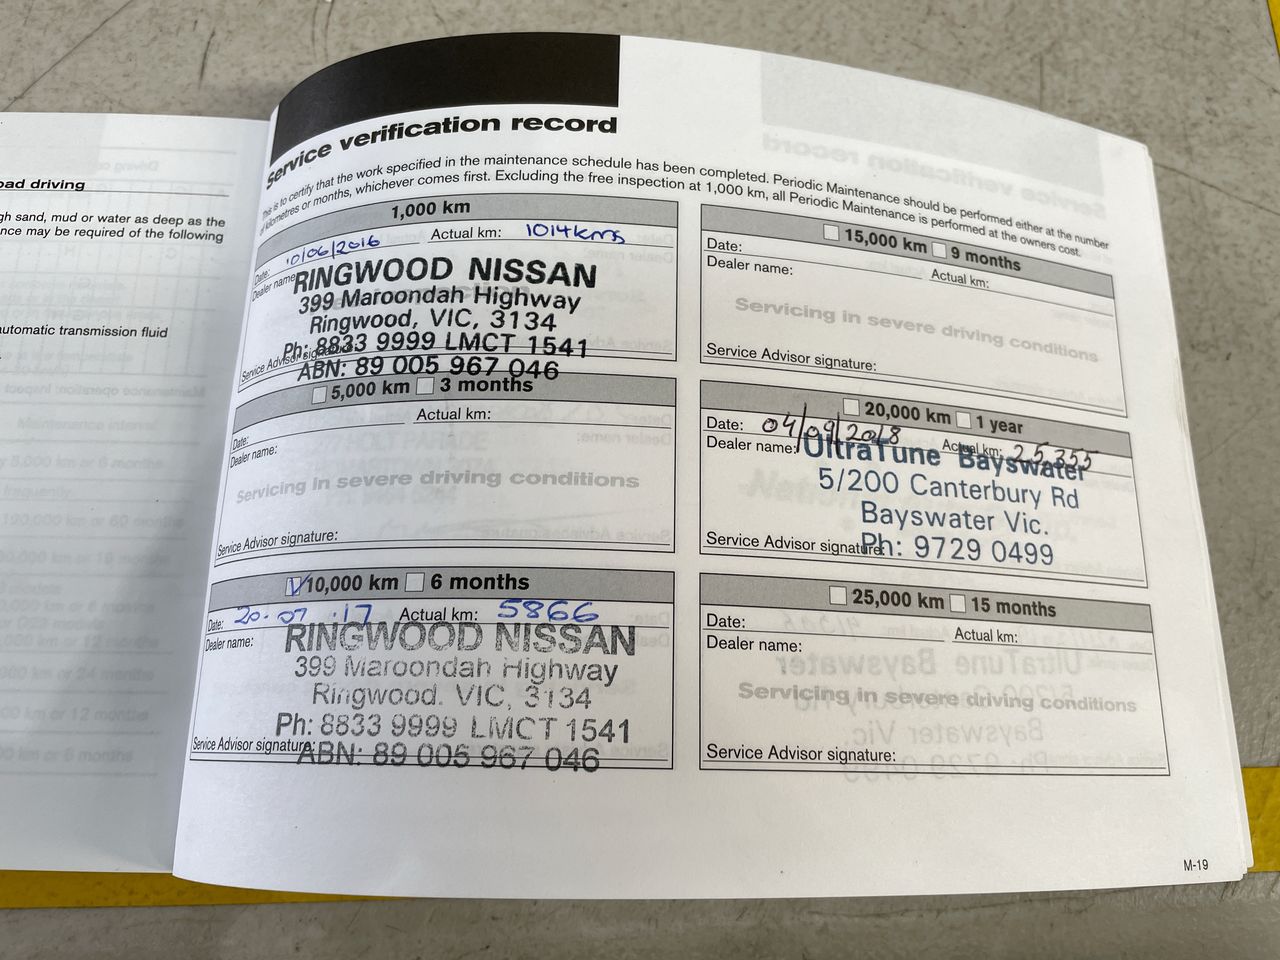 oad driving
gh sand, mud or water as deep as the
nce may be required of the following
automatic transmission fluid
Service verification record
This is to certify that the work specified in the maintenance schedule has been completed. Periodic Maintenance should be performed either at the number
of kilometres or months, whichever comes first. Excluding the free inspection at 1,000 km, all Periodic Maintenance is performed at the owners cost.
1,000 km
Date: 10/06/2016 Actual km: 1014kms
Dealer name:
RINGWOOD NISSAN
399 Maroondah Highway
Ringwood, VIC, 3134
Ph: 8833 9999 LMCT 1541
Service Advisor signature:
ABN: 89 005 967 046
5,000 km 3 months
Date: Actual km:
Dealer name:
Servicing in severe driving conditions
Service Advisor signature:
10,000 km 6 months
Date: 20.07.17 Actual km: 5866
Dealer name:
RINGWOOD NISSAN
399 Maroondah Highway
Ringwood. VIC, 3134
Ph: 8833 9999 LMCT 1541
Service Advisor signature:
ABN: 89 005 967 046
15,000 km 9 months
Date: Actual km:
Dealer name:
Servicing in severe driving conditions
Service Advisor signature:
20,000 km 1 year
Date: 04/09/2018 Actual km: 25,355
Dealer name:
UltraTune Bayswater
5/200 Canterbury Rd
Bayswater Vic.
Service Advisor signature:
Ph: 9729 0499
25,000 km 15 months
Date: Actual km:
Dealer name:
Servicing in severe driving conditions
Service Advisor signature:
M-19